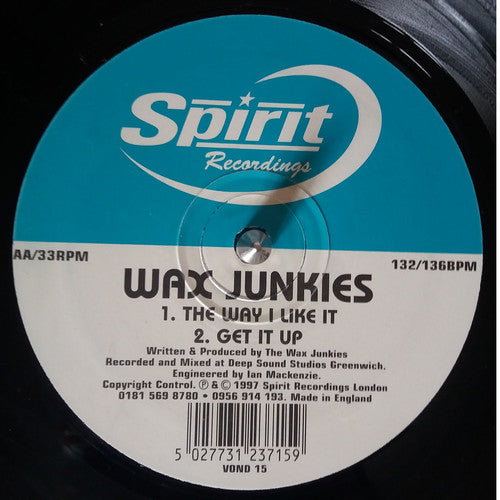 Spirit
Recordings
AA/33RPM
132/136BPM
WAX JUNKIES
1. THE WAY I LIKE IT
2. GET IT UP
Written & Produced by The Wax Junkies
Recorded and Mixed at Deep Sound Studios Greenwich.
Engineered by Ian Mackenzie.
Copyright Control. ℗ & © 1997 Spirit Recordings London
0181 569 8780 • 0956 914 193. Made in England
5 027731 237159
VOND 15